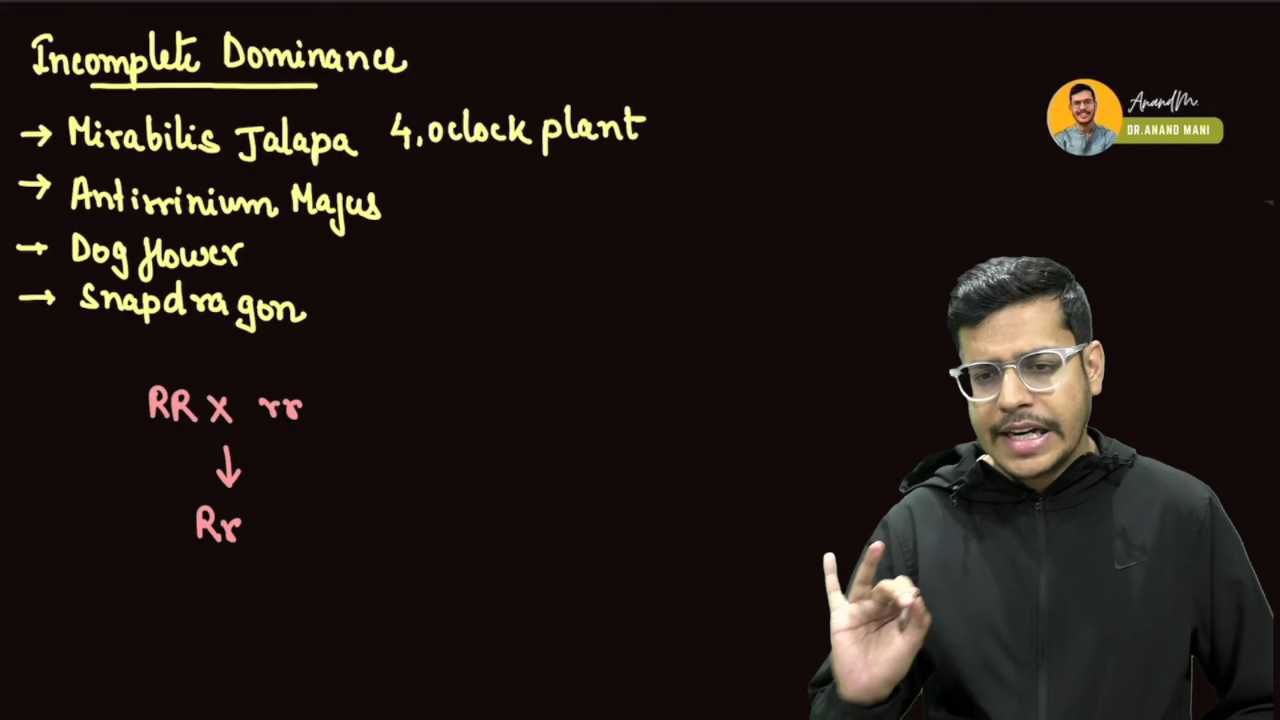 Incomplete Dominance
→ Mirabilis Jalapa 4.oclock plant
→ Antirrinium Majus
→ Dog flower
→ Snapdragon
RR X rr
↓
Rr
AnandM.
DR.ANAND MANI